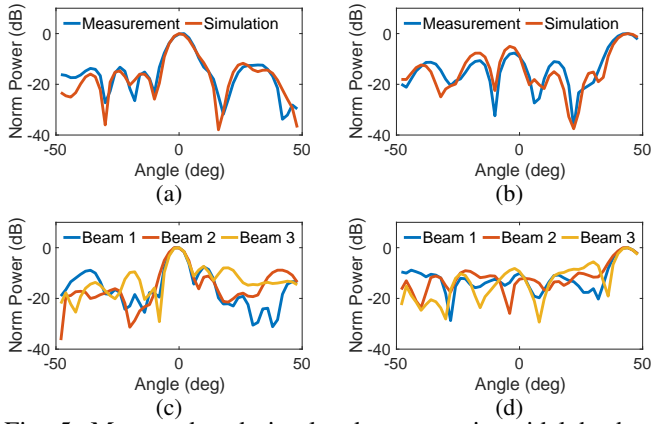 Measurement Simulation
Norm Power (dB)
0
-20
-40
-50 0 50
Angle (deg)
(a)
Measurement Simulation
Norm Power (dB)
0
-20
-40
-50 0 50
Angle (deg)
(b)
Beam 1 Beam 2 Beam 3
Norm Power (dB)
0
-20
-40
-50 0 50
Angle (deg)
(c)
Beam 1 Beam 2 Beam 3
Norm Power (dB)
0
-20
-40
-50 0 50
Angle (deg)
(d)